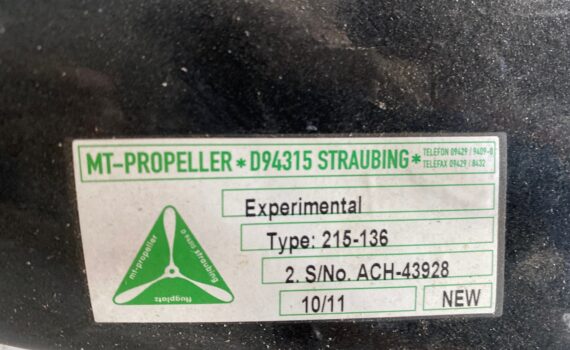 MT-PROPELLER * D94315 STRAUBING *
TELEFON 09429 / 9409-0
TELEFAX 09429 / 8432
Experimental
Type: 215-136
2. S/No. ACH-43928
10/11 NEW
mt-propeller
straubing
flugplatz